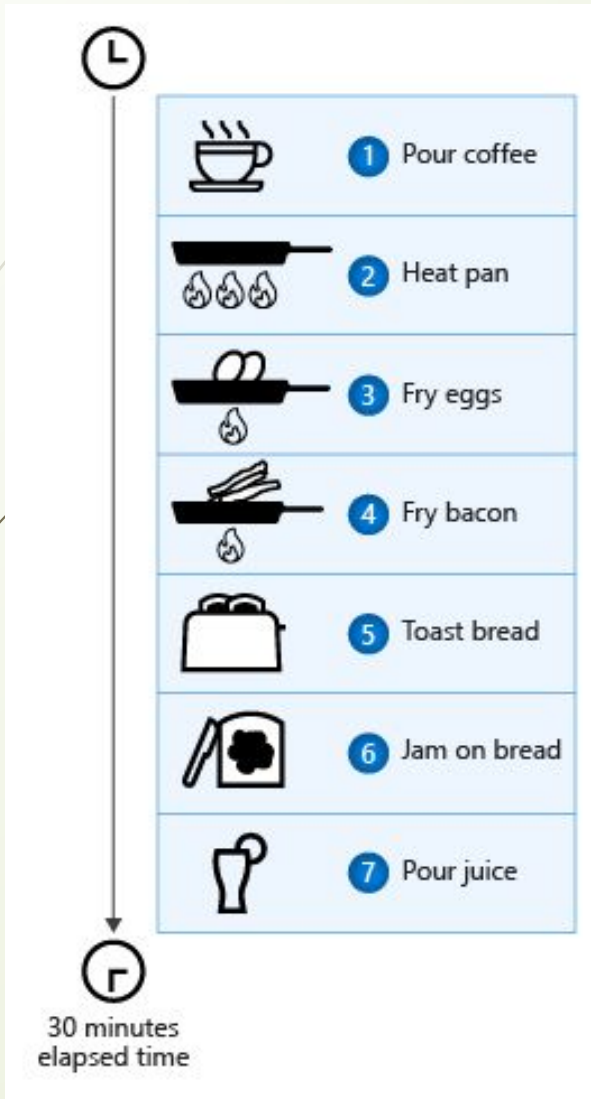 1 Pour coffee
2 Heat pan
3 Fry eggs
4 Fry bacon
5 Toast bread
6 Jam on bread
7 Pour juice
30 minutes
elapsed time